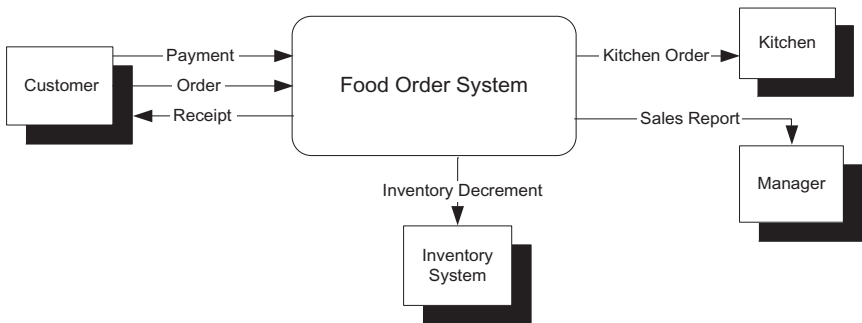 Payment
Customer
Order
Receipt
Food Order System
Kitchen Order
Kitchen
Sales Report
Manager
Inventory Decrement
Inventory
System